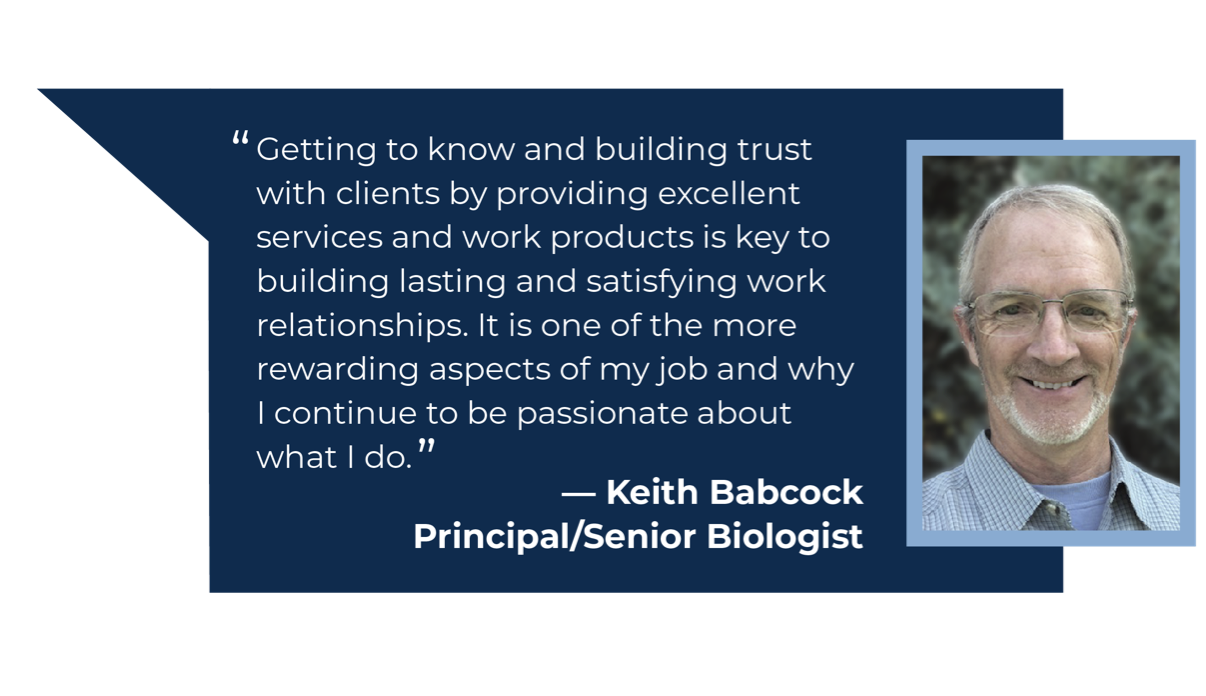 “Getting to know and building trust
with clients by providing excellent
services and work products is key to
building lasting and satisfying work
relationships. It is one of the more
rewarding aspects of my job and why
I continue to be passionate about
what I do.”
— Keith Babcock
Principal/Senior Biologist